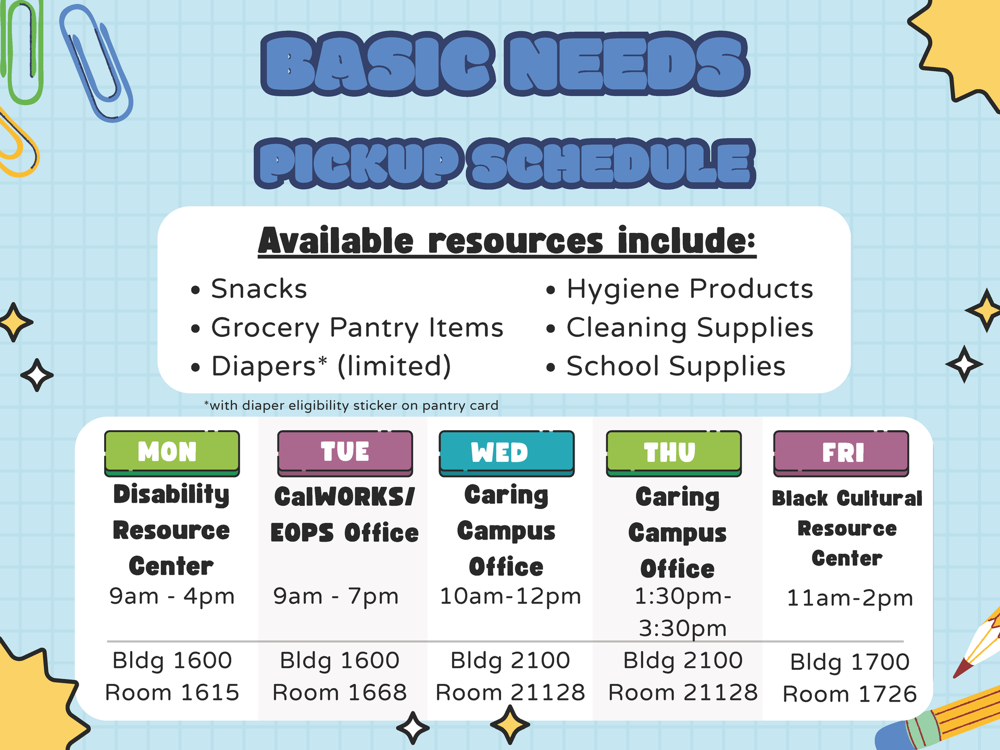 BASIC NEEDS
PICKUP SCHEDULE
Available resources include:
• Snacks
• Grocery Pantry Items
• Diapers* (limited)
• Hygiene Products
• Cleaning Supplies
• School Supplies
*with diaper eligibility sticker on pantry card
MON
Disability
Resource
Center
9am - 4pm
Bldg 1600
Room 1615
TUE
CalWORKS/
EOPS Office
9am - 7pm
Bldg 1600
Room 1668
WED
Caring
Campus
Office
10am-12pm
Bldg 2100
Room 21128
THU
Caring
Campus
Office
1:30pm-
3:30pm
Bldg 2100
Room 21128
FRI
Black Cultural
Resource
Center
11am-2pm
Bldg 1700
Room 1726